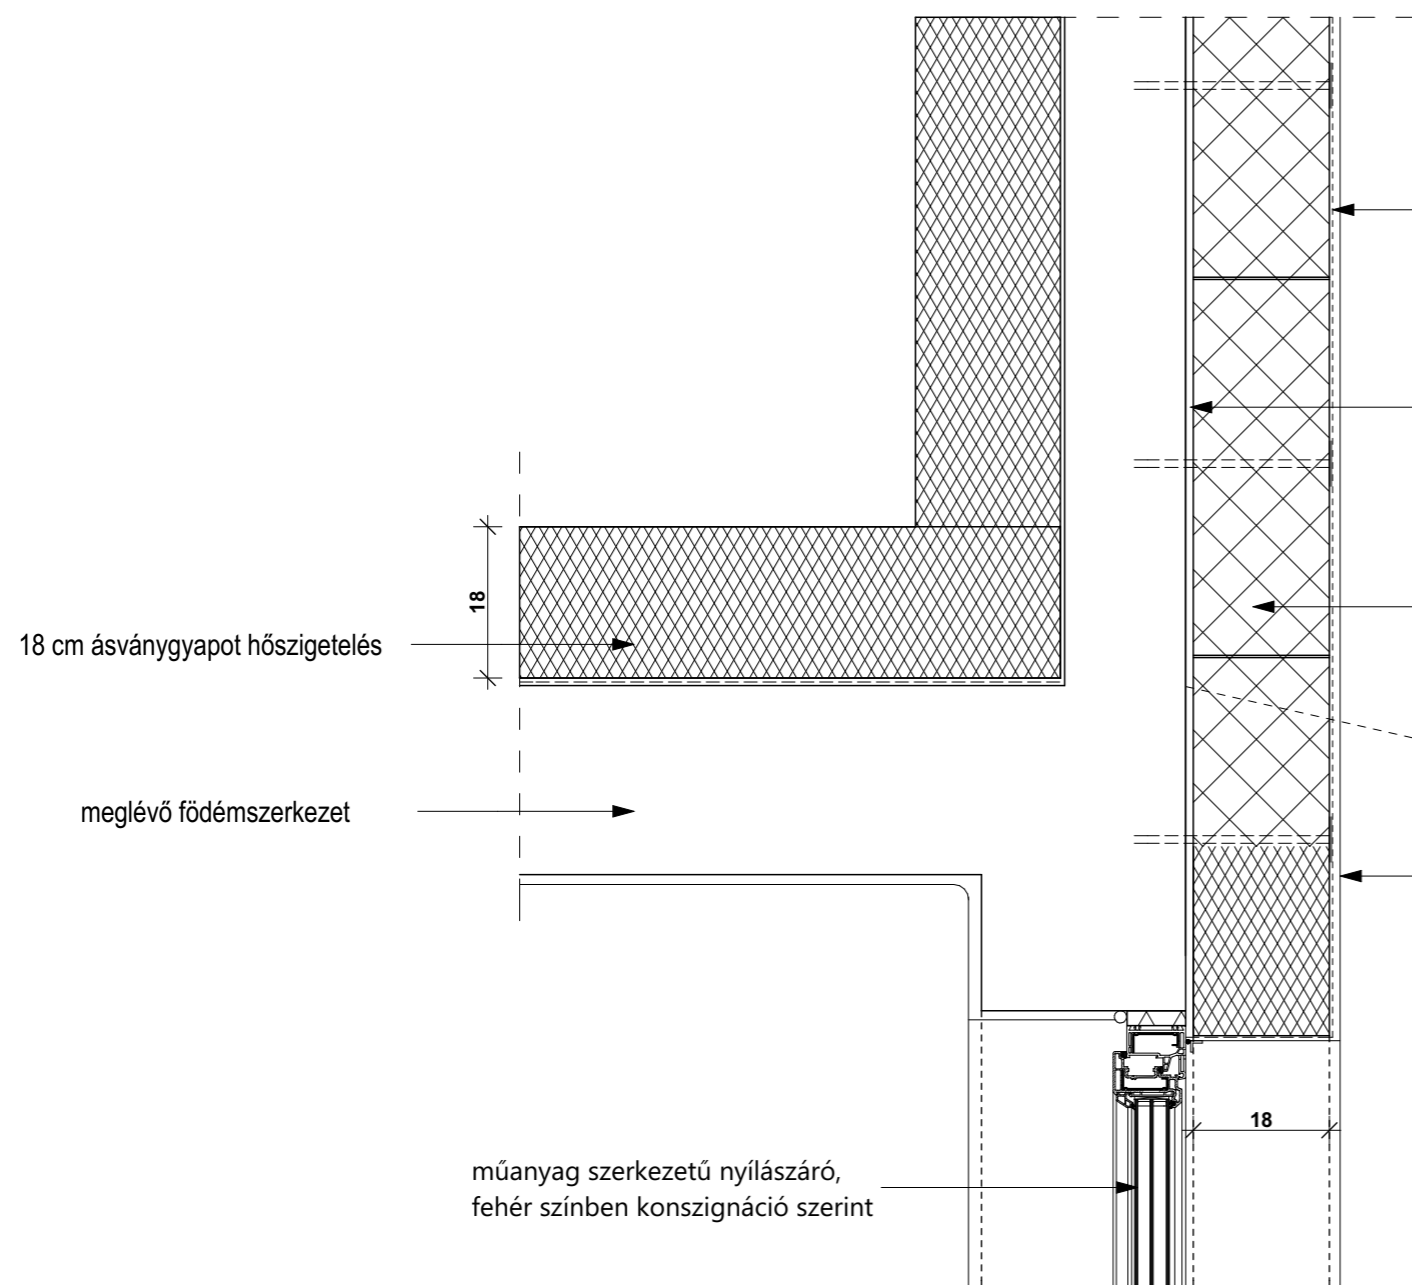 18
18 cm ásványgyapot hőszigetelés
meglévő födémszerkezet
18
műanyag szerkezetű nyílászáró,
fehér színben konszignáció szerint